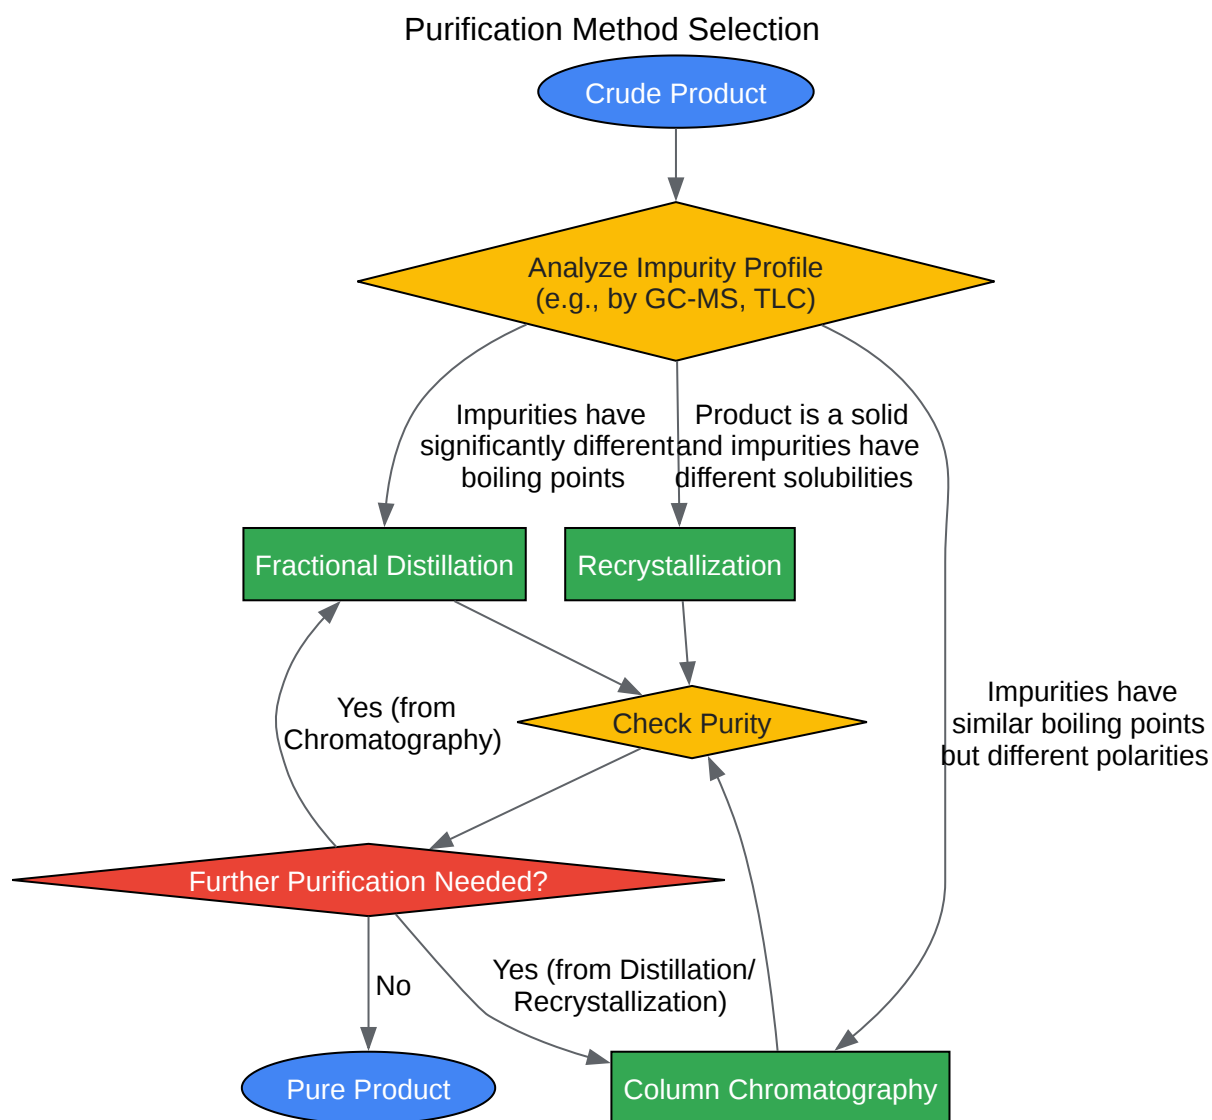 Purification Method Selection
Crude Product
Analyze Impurity Profile
(e.g., by GC-MS, TLC)
Impurities have
significantly different
boiling points
Product is a solid
and impurities have
different solubilities
Fractional Distillation
Recrystallization
Yes (from
Chromatography)
Check Purity
Impurities have
similar boiling points
but different polarities
Further Purification Needed?
No
Yes (from Distillation/
Recrystallization)
Pure Product
Column Chromatography